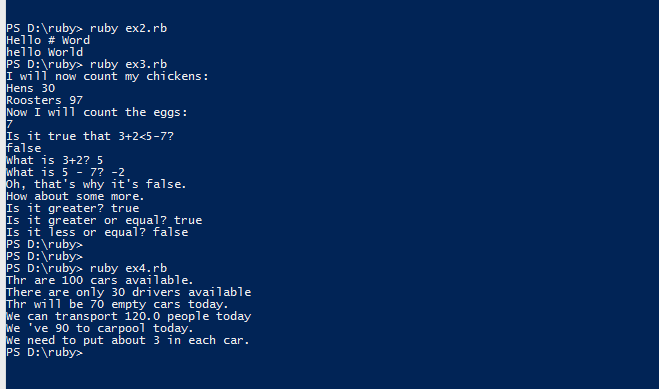 PS D:\ruby> ruby ex2.rb
Hello # Word
hello World
PS D:\ruby> ruby ex3.rb
I will now count my chickens:
Hens 30
Roosters 97
Now I will count the eggs:
7
Is it true that 3+2<5-7?
false
What is 3+2? 5
What is 5 - 7? -2
Oh, that's why it's false.
How about some more.
Is it greater? true
Is it greater or equal? true
Is it less or equal? false
PS D:\ruby>
PS D:\ruby>
PS D:\ruby> ruby ex4.rb
Thr are 100 cars available.
There are only 30 drivers available
Thr will be 70 empty cars today.
We can transport 120.0 people today
We 've 90 to carpool today.
We need to put about 3 in each car.
PS D:\ruby>